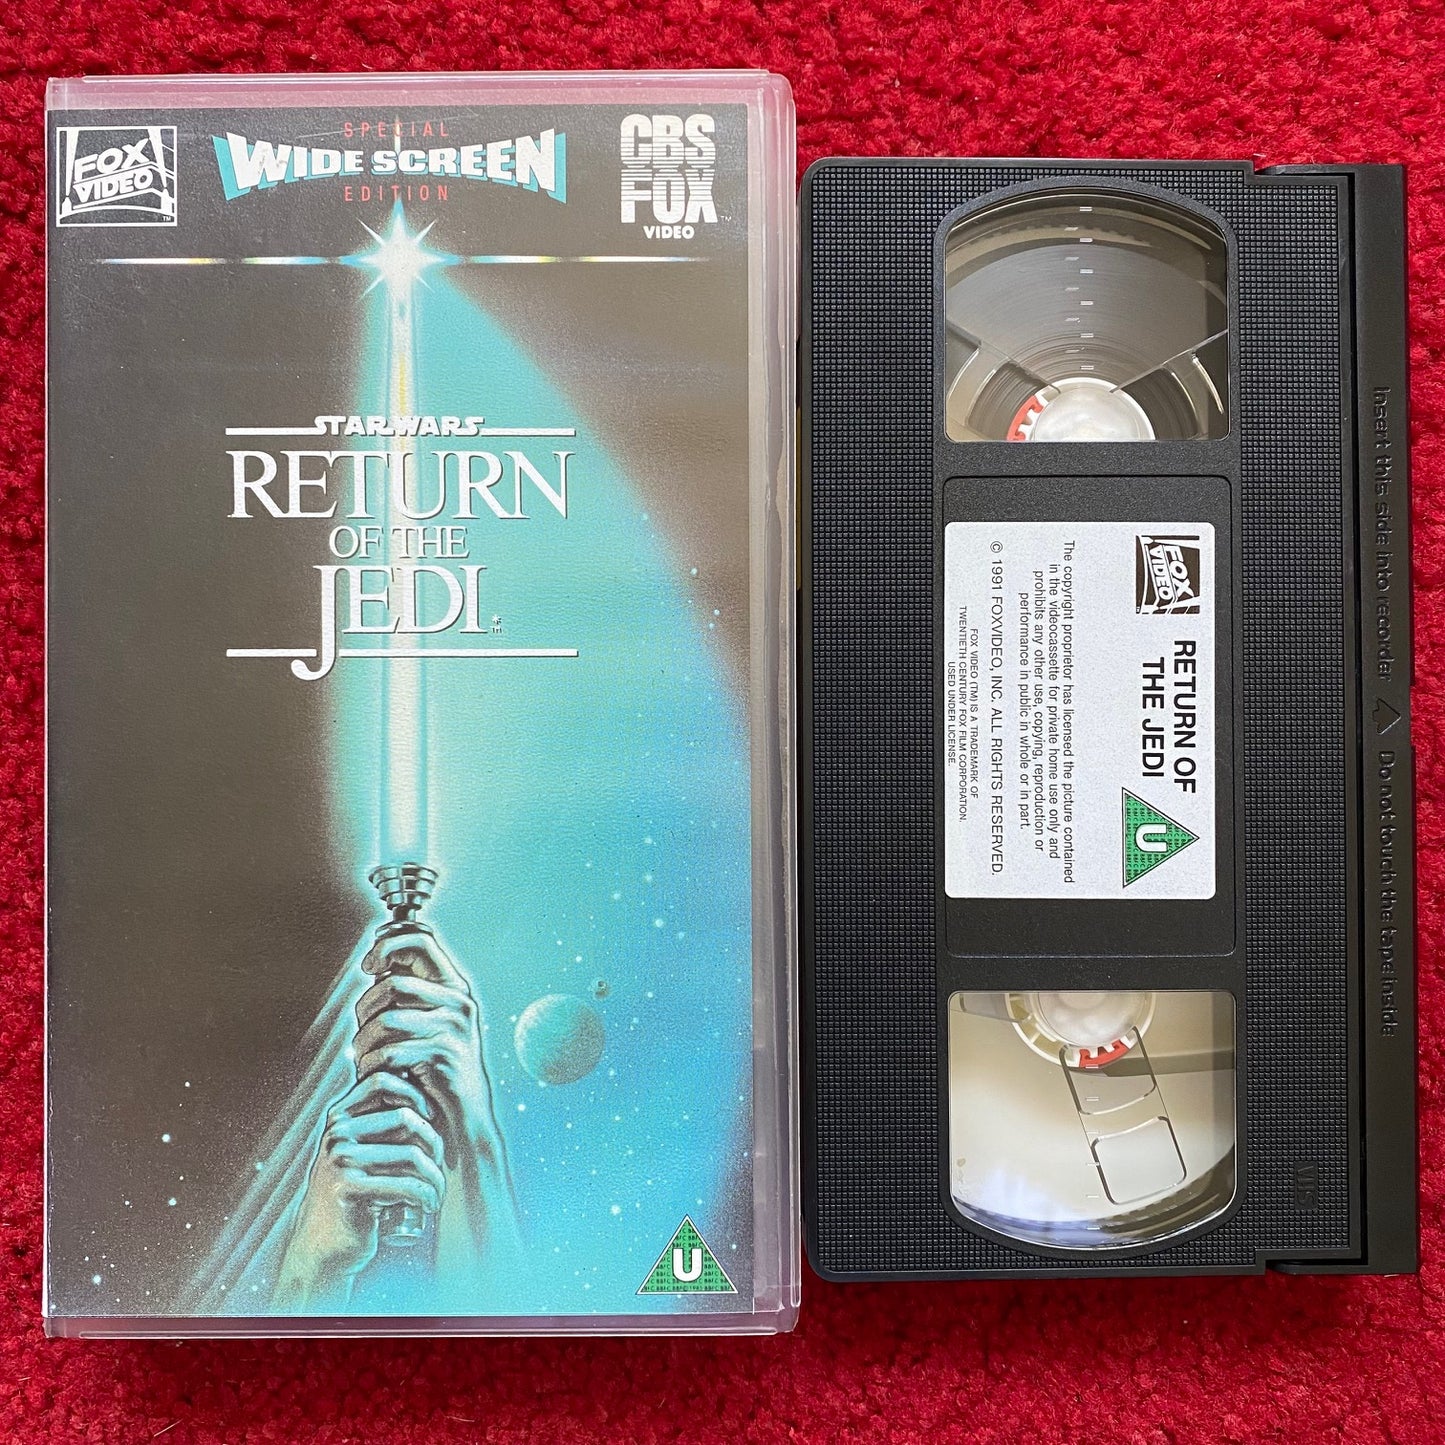 FOX
VIDEO
TM
SPECIAL
WIDE SCREEN
EDITION
CBS
FOX
VIDEO
TM
STAR WARS
RETURN
OF THE
JEDI
U
FOX
VIDEO
RETURN OF
THE JEDI
U
The copyright proprietor has licensed the picture contained
in the videocassette for private home use only and
prohibits any other use, copying, reproduction or
performance in public in whole or in part.
© 1991 FOXVIDEO, INC. ALL RIGHTS RESERVED.
FOX VIDEO (TM) IS A TRADEMARK OF
TWENTIETH CENTURY FOX FILM CORPORATION.
USED UNDER LICENSE.
Insert this side into recorder Do not touch the tape inside
VHS